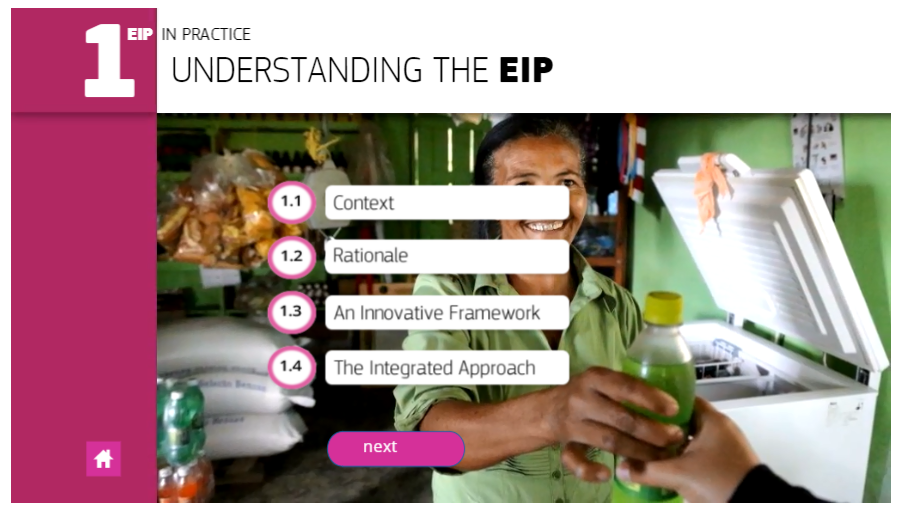 1
EIP IN PRACTICE
UNDERSTANDING THE EIP
1.1 Context
1.2 Rationale
1.3 An Innovative Framework
1.4 The Integrated Approach
next